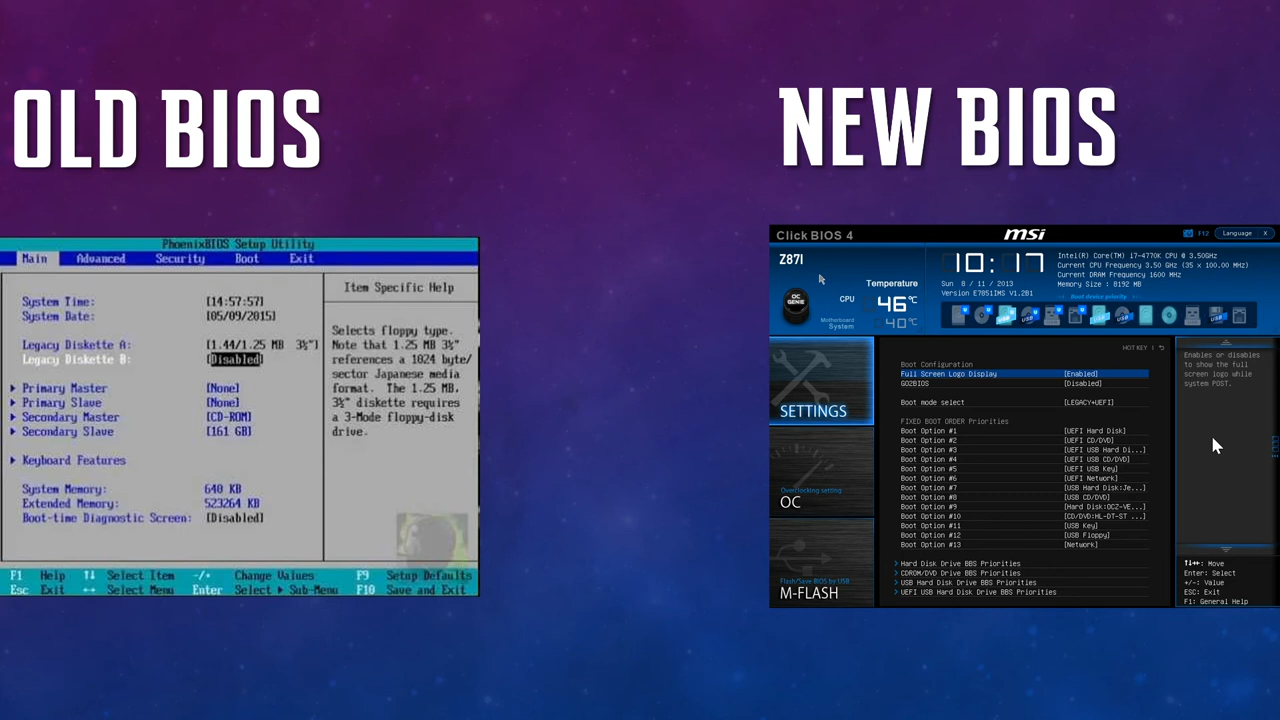 OLD BIOS
PhoenixBIOS Setup Utility
Main Advanced Security Boot Exit
System Time: [14:57:57]
System Date: [05/09/2015]
Legacy Diskette A: [1.44/1.25 MB 3½"]
Legacy Diskette B: [Disabled]
Primary Master [None]
Primary Slave [None]
Secondary Master [CD-ROM]
Secondary Slave [161 GB]
Keyboard Features
System Memory: 640 KB
Extended Memory: 523264 KB
Boot-time Diagnostic Screen: [Disabled]
Item Specific Help
Selects floppy type.
Note that 1.25 MB 3½"
references a 1024 byte/
sector Japanese media
format. The 1.25 MB,
3½" diskette requires
a 3-Mode floppy-disk
drive.
F1 Help ↑↓ Select Item -/+ Change Values F9 Setup Defaults
Esc Exit ↔ Select Menu Enter Select ▶ Sub-Menu F10 Save and Exit
NEW BIOS
Click BIOS 4
msi
F12 Language X
Z87I
OC
GENIE
Temperature
CPU 46°C
Motherboard
System 40°C
10:17
Sun 8 / 11 / 2013
Version E7851IMS V1.2B1
Intel(R) Core(TM) i7-4770K CPU @ 3.50GHz
Current CPU Frequency 3.50 GHz (35 x 100.00 MHz)
Current DRAM Frequency 1600 MHz
Memory Size : 8192 MB
Boot device priority
USB USB USB USB
SETTINGS
Overclocking setting
OC
Flash/Save BIOS by USB
M-FLASH
HOT KEY
Boot Configuration
Full Screen Logo Display [Enabled]
GO2BIOS [Disabled]
Boot mode select [LEGACY+UEFI]
FIXED BOOT ORDER Priorities
Boot Option #1 [UEFI Hard Disk]
Boot Option #2 [UEFI CD/DVD]
Boot Option #3 [UEFI USB Hard Di...]
Boot Option #4 [UEFI USB CD/DVD]
Boot Option #5 [UEFI USB Key]
Boot Option #6 [UEFI Network]
Boot Option #7 [USB Hard Disk:Je...]
Boot Option #8 [USB CD/DVD]
Boot Option #9 [Hard Disk:OCZ-VE...]
Boot Option #10 [CD/DVD:HL-DT-ST ...]
Boot Option #11 [USB Key]
Boot Option #12 [USB Floppy]
Boot Option #13 [Network]
Hard Disk Drive BBS Priorities
CDROM/DVD Drive BBS Priorities
USB Hard Disk Drive BBS Priorities
UEFI USB Hard Disk Drive BBS Priorities
Enables or disables
to show the full
screen logo while
system POST.
↑↓→←: Move
Enter: Select
+/-: Value
ESC: Exit
F1: General Help